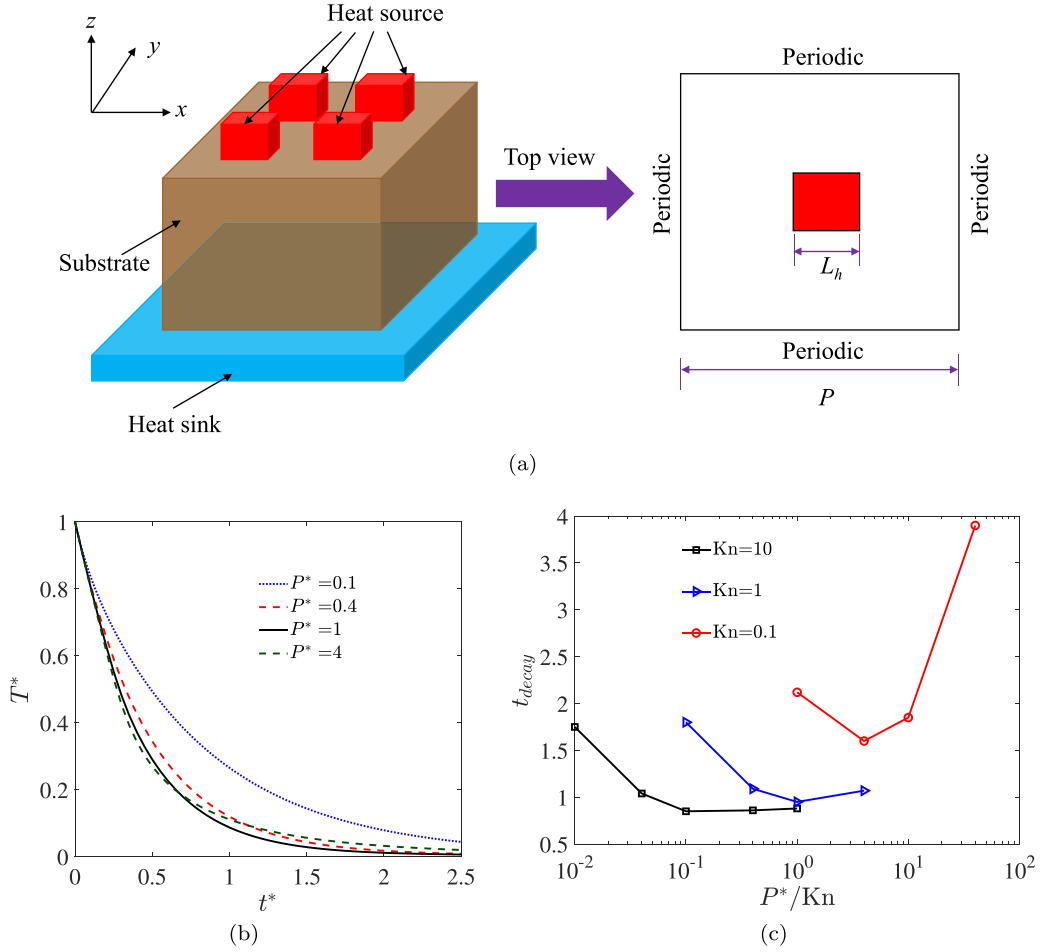 Heat source
z
y
x
Substrate
Heat sink
Top view
Periodic
Periodic
Periodic
L_h
Periodic
P
(a)
1
0.8
0.6
0.4
0.2
0
T*
P* =0.1
P* =0.4
P* =1
P* =4
0 0.5 1 1.5 2 2.5
t*
(b)
4
3.5
3
2.5
2
1.5
1
0.5
t_decay
Kn=10
Kn=1
Kn=0.1
10^-2 10^-1 10^0 10^1 10^2
P*/Kn
(c)